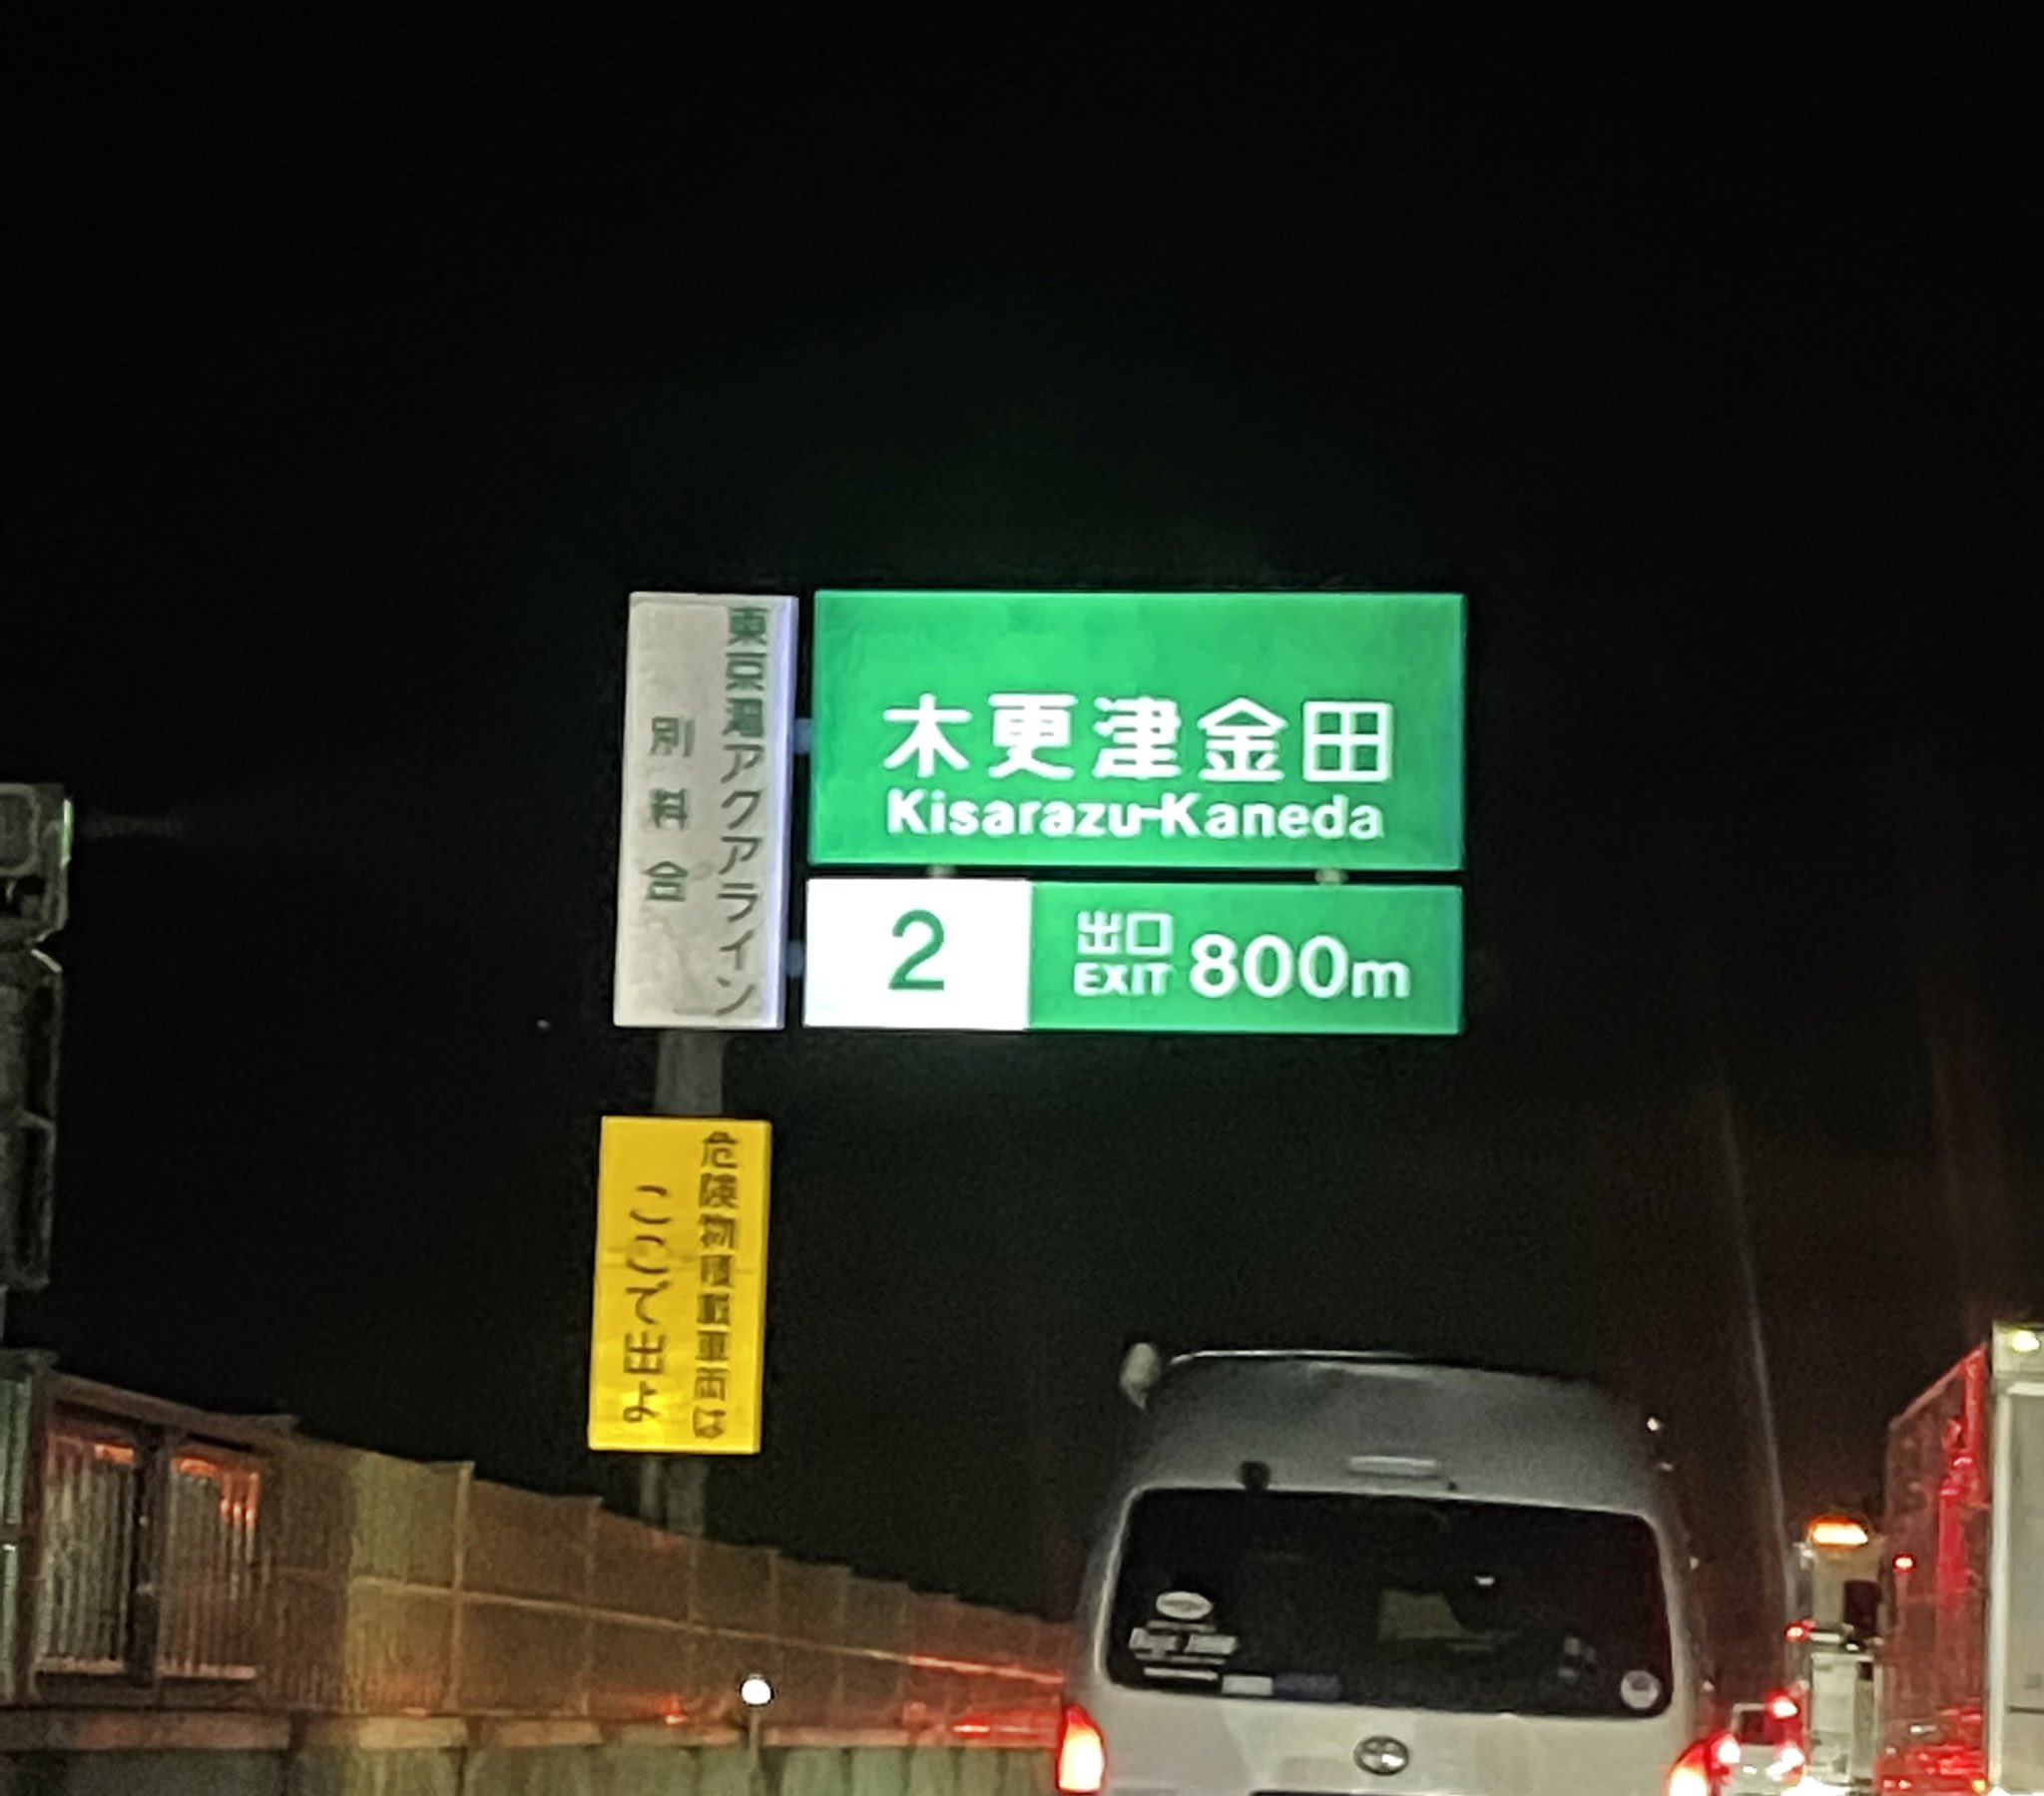 東京湾アクアライン
別料金
木更津金田
Kisarazu-Kaneda
2
出口
EXIT
800m
危険物積載車両は
ここで出よ